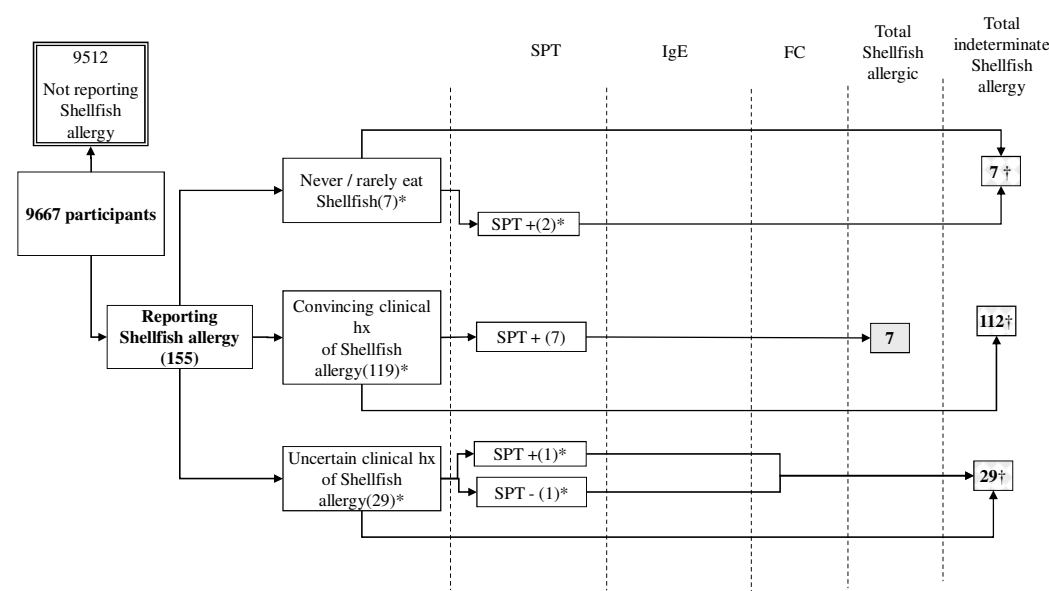 SPT
IgE
FC
Total
Shellfish
allergic
Total
indeterminate
Shellfish
allergy
9512
Not reporting
Shellfish
allergy
9667 participants
Reporting
Shellfish allergy
(155)
Never / rarely eat
Shellfish(7)*
SPT +(2)*
7 †
Convincing clinical
hx
of Shellfish
allergy(119)*
SPT + (7)
7
112†
Uncertain clinical hx
of Shellfish
allergy(29)*
SPT +(1)*
SPT - (1)*
29†